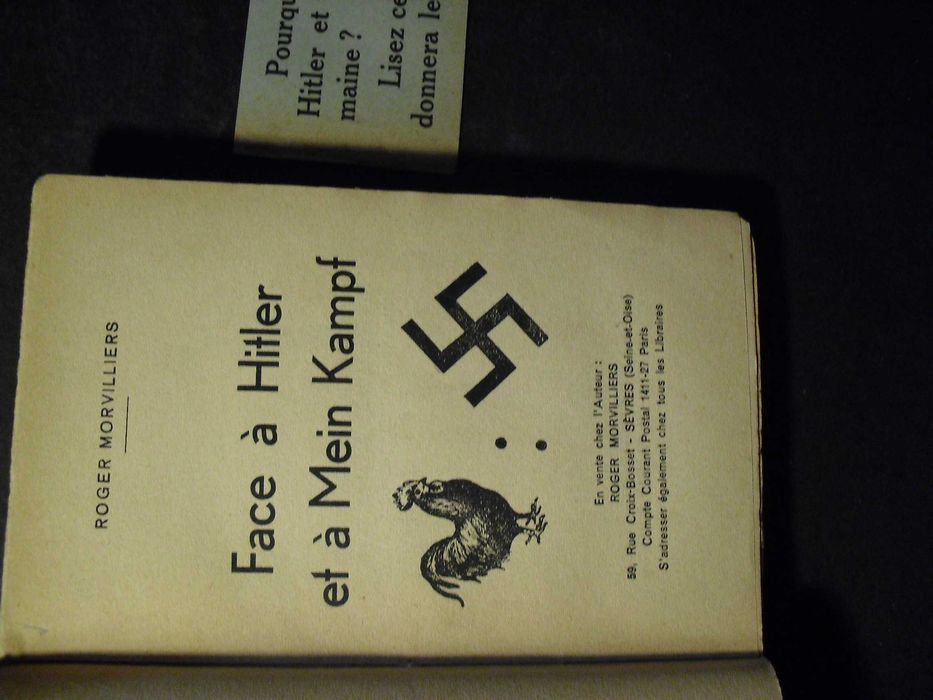 ROGER MORVILLIERS
Face à Hitler
et à Mein Kampf
:
En vente chez l'Auteur :
ROGER MORVILLIERS
59, Rue Croix-Bosset - SÈVRES (Seine-et-Oise)
Compte Courant Postal 1411-27 Paris
S'adresser également chez tous les Libraires
Pourqu
Hitler et
maine ?
Lisez ce
donnera le